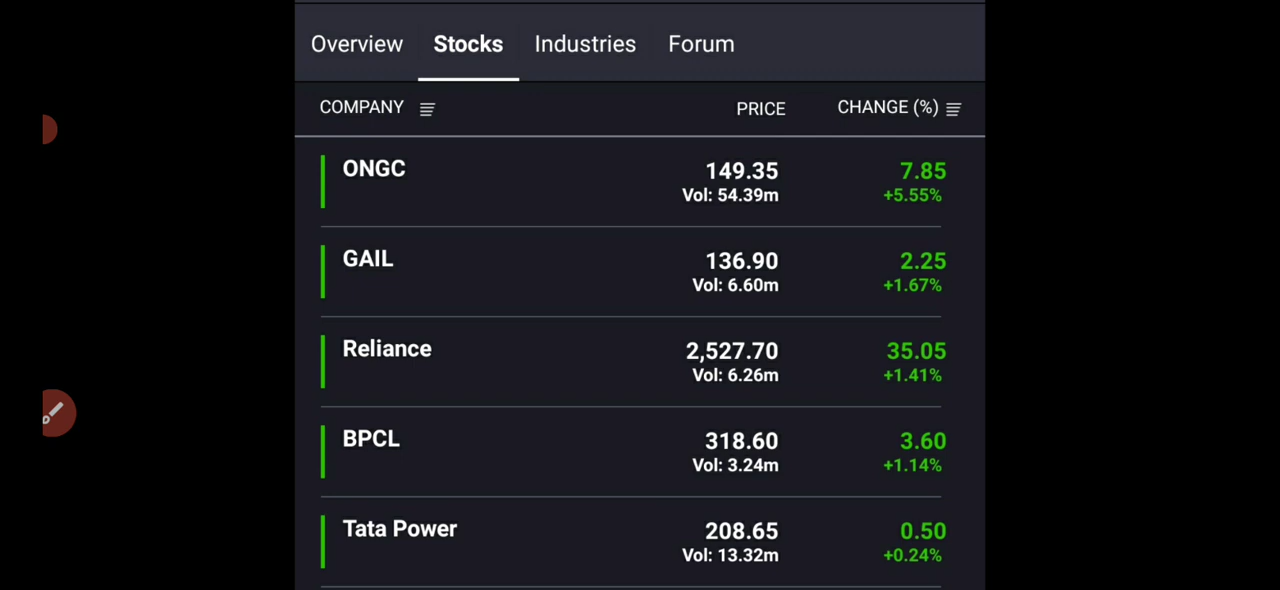 Overview Stocks Industries Forum
COMPANY PRICE CHANGE (%)
ONGC 149.35 7.85
Vol: 54.39m +5.55%
GAIL 136.90 2.25
Vol: 6.60m +1.67%
Reliance 2,527.70 35.05
Vol: 6.26m +1.41%
BPCL 318.60 3.60
Vol: 3.24m +1.14%
Tata Power 208.65 0.50
Vol: 13.32m +0.24%